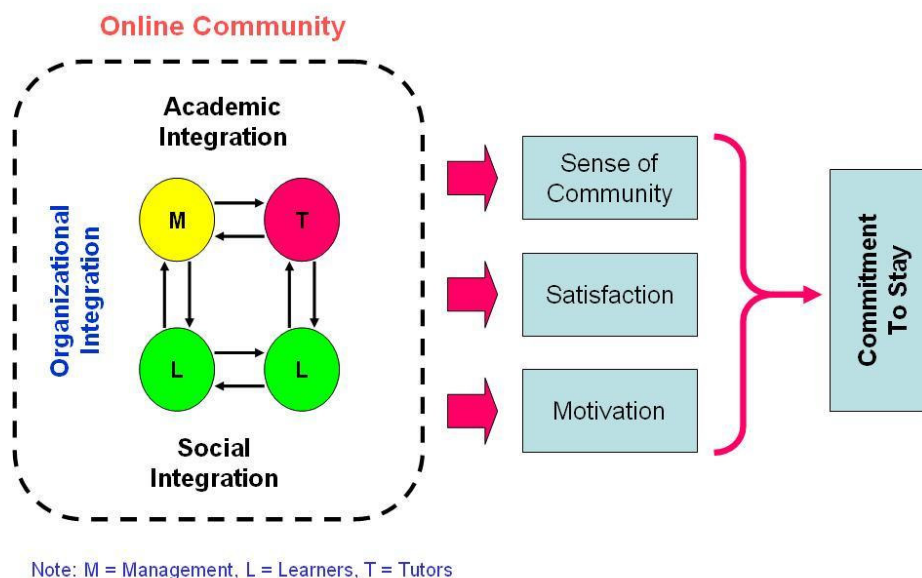 Online Community
Academic
Integration
Organizational
Integration
M
T
L
L
Social
Integration
Sense of
Community
Satisfaction
Motivation
Commitment
To Stay
Note: M = Management, L = Learners, T = Tutors